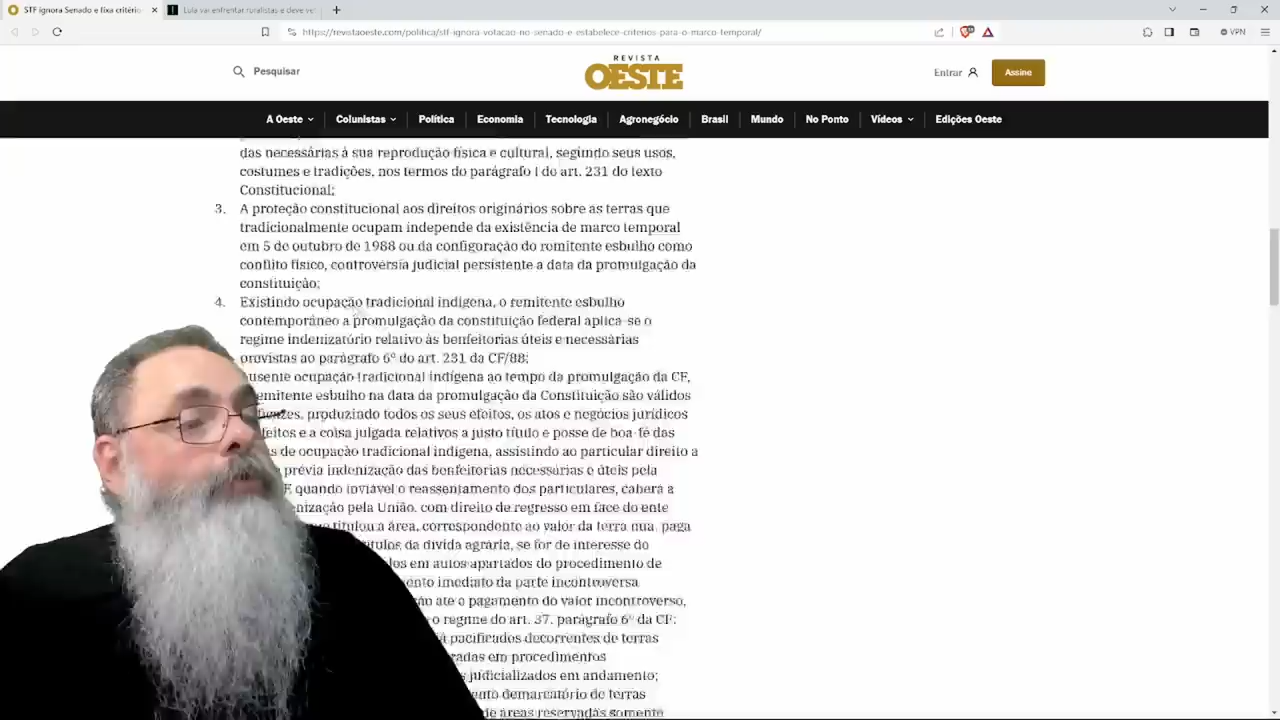 STF ignora Senado e fixa critério
Lula vai enfrentar ruralistas e deve ve
https://revistaoeste.com/politica/stf-ignora-votacao-no-senado-e-estabelece-criterios-para-o-marco-temporal/
VPN
Pesquisar
REVISTA
OESTE
Entrar
Assine
A Oeste
Colunistas
Política
Economia
Tecnologia
Agronegócio
Brasil
Mundo
No Ponto
Vídeos
Edições Oeste
das necessárias à sua reprodução física e cultural, segundo seus usos,
costumes e tradições, nos termos do parágrafo I do art. 231 do texto
Constitucional;
3. A proteção constitucional aos direitos originários sobre as terras que
tradicionalmente ocupam independe da existência de marco temporal
em 5 de outubro de 1988 ou da configuração do remitente esbulho como
conflito físico, controvérsia judicial persistente a data da promulgação da
constituição;
4. Existindo ocupação tradicional indígena, o remitente esbulho
contemporâneo a promulgação da constituição federal aplica-se o
regime indenizatório relativo às benfeitorias úteis e necessárias
previstas ao parágrafo 6º do art. 231 da CF/88;
usente ocupação tradicional indígena ao tempo da promulgação da CF,
emitente esbulho na data da promulgação da Constituição são válidos
produzindo todos os seus efeitos, os atos e negócios jurídicos
feitos e a coisa julgada relativos a justo título e posse de boa-fé das
s de ocupação tradicional indígena, assistindo ao particular direito a
prévia indenização das benfeitorias necessárias e úteis pela
F quando inviável o reassentamento dos particulares, caberá a
nização pela União, com direito de regresso em face do ente
titulou a área, correspondente ao valor da terra nua, paga
tulos da dívida agrária, se for de interesse do
os em autos apartados do procedimento de
ento imediato da parte incontroversa
ão até o pagamento do valor incontroverso,
o regime do art. 37, parágrafo 6º da CF;
à pacificados decorrentes de terras
radas em procedimentos
s judicializados em andamento;
nto demarcatório de terras
de áreas reservadas somente